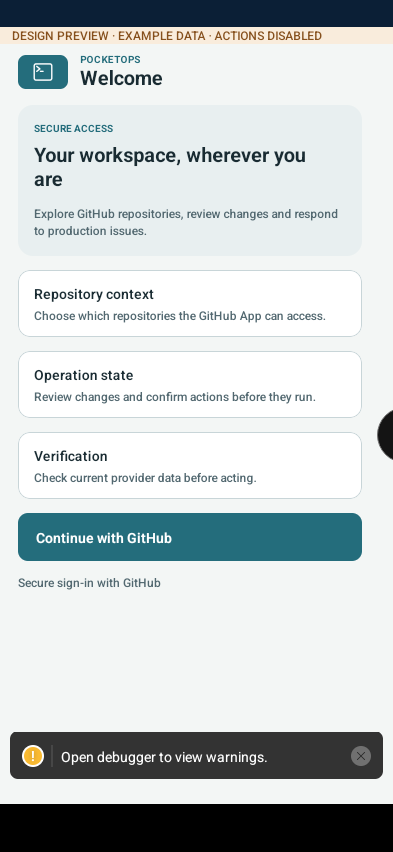 DESIGN PREVIEW · EXAMPLE DATA · ACTIONS DISABLED
POCKETOPS
Welcome
SECURE ACCESS
Your workspace, wherever you
are
Explore GitHub repositories, review changes and respond
to production issues.
Repository context
Choose which repositories the GitHub App can access.
Operation state
Review changes and confirm actions before they run.
Verification
Check current provider data before acting.
Continue with GitHub
Secure sign-in with GitHub
Open debugger to view warnings.